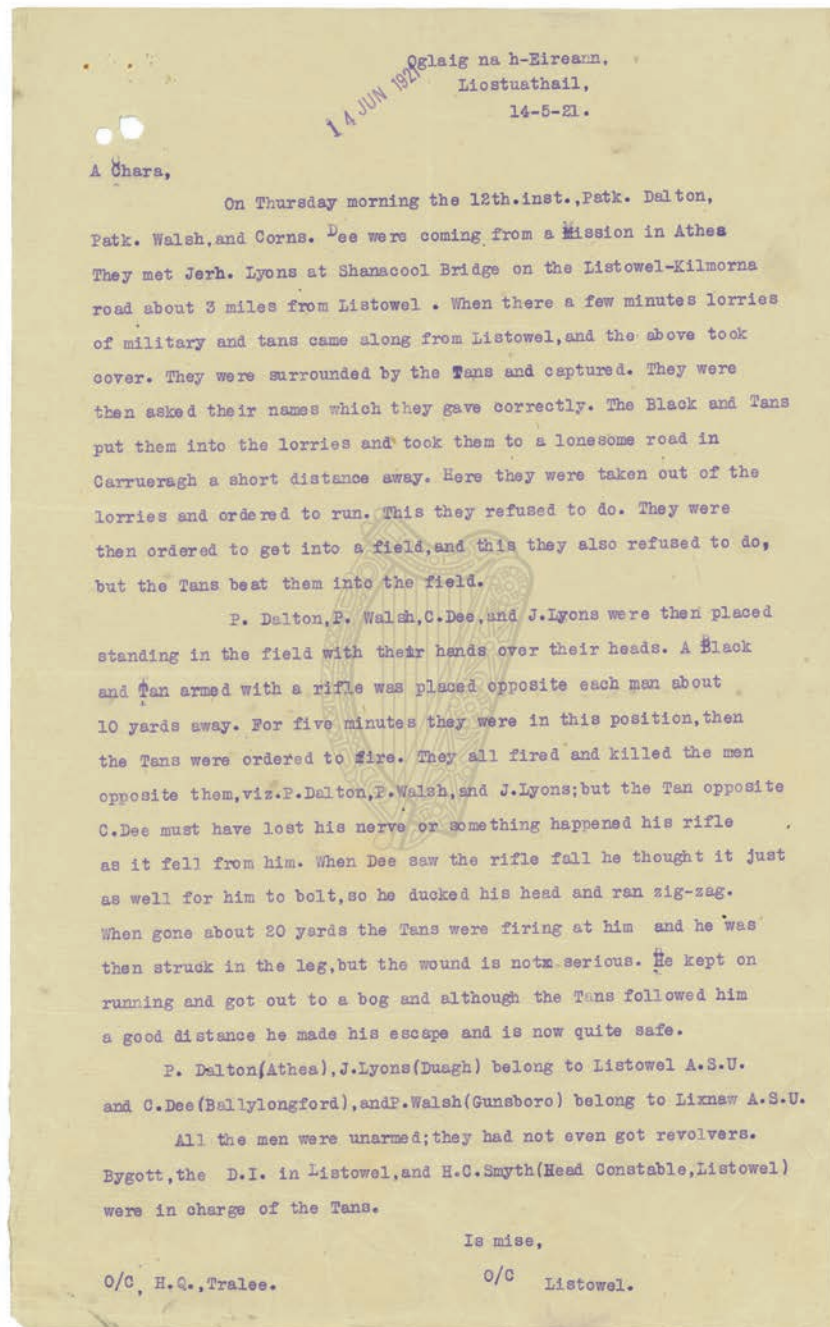 Oglaig na h-Eireann,
Liostuathail,
14 JUN 1921
14-5-21.
A Chara,
On Thursday morning the 12th.inst.,Patk. Dalton,
Patk. Walsh,and Corns. Dee were coming from a Mission in Athea
They met Jerh. Lyons at Shanacool Bridge on the Listowel-Kilmorna
road about 3 miles from Listowel . When there a few minutes lorries
of military and tans came along from Listowel,and the above took
cover. They were surrounded by the Tans and captured. They were
then asked their names which they gave correctly. The Black and Tans
put them into the lorries and took them to a lonesome road in
Carrueragh a short distance away. Here they were taken out of the
lorries and ordered to run. This they refused to do. They were
then ordered to get into a field,and this they also refused to do,
but the Tans beat them into the field.
P. Dalton,P. Walsh,C.Dee,and J.Lyons were then placed
standing in the field with their hands over their heads. A Black
and Tan armed with a rifle was placed opposite each man about
10 yards away. For five minutes they were in this position,then
the Tans were ordered to fire. They all fired and killed the men
opposite them,viz.P.Dalton,P.Walsh,and J.Lyons;but the Tan opposite
C.Dee must have lost his nerve or something happened his rifle
as it fell from him. When Dee saw the rifle fall he thought it just
as well for him to bolt,so he ducked his head and ran zig-zag.
When gone about 20 yards the Tans were firing at him and he was
then struck in the leg,but the wound is notx serious. He kept on
running and got out to a bog and although the Tans followed him
a good distance he made his escape and is now quite safe.
P. Dalton(Athea),J.Lyons(Duagh) belong to Listowel A.S.U.
and C.Dee(Ballylongford),andP.Walsh(Gunsboro) belong to Lixnaw A.S.U.
All the men were unarmed;they had not even got revolvers.
Bygott,the D.I. in Listowel,and H.C.Smyth(Head Constable,Listowel)
were in charge of the Tans.
Is mise,
O/C, H.Q.,Tralee. O/C Listowel.